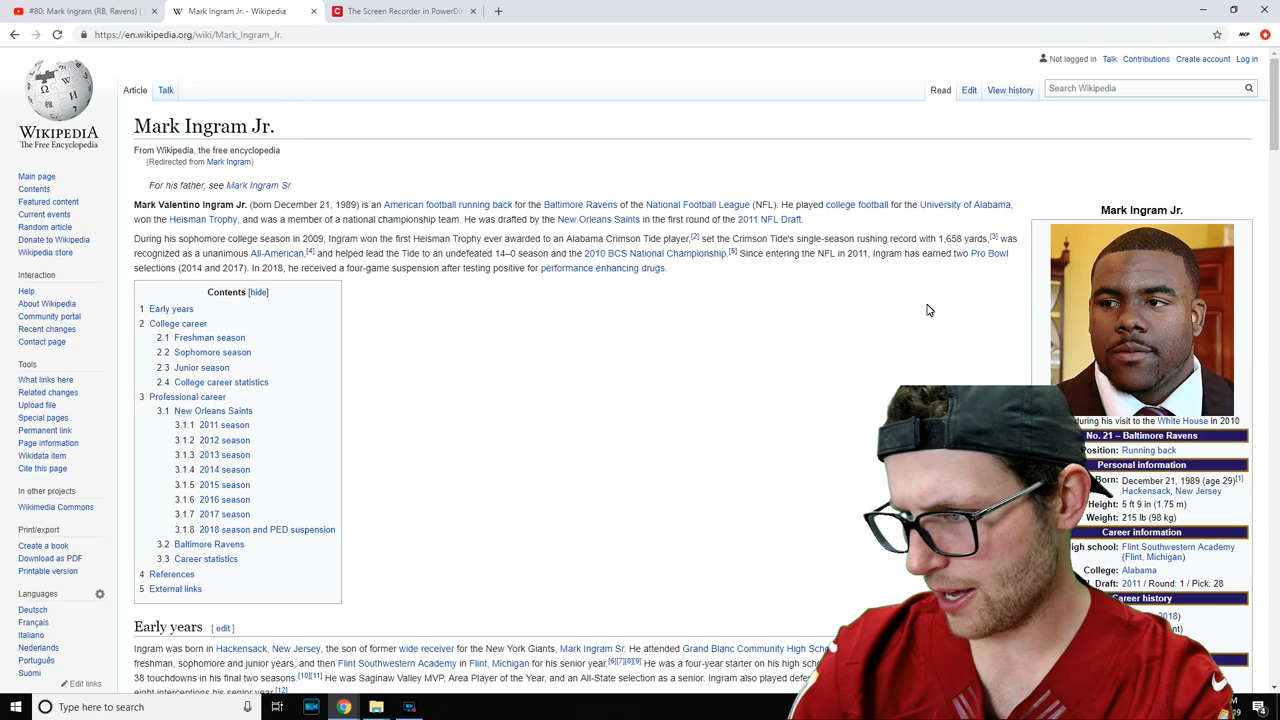 #80: Mark Ingram (RB, Ravens) |
Mark Ingram Jr. - Wikipedia
The Screen Recorder in PowerDi
https://en.wikipedia.org/wiki/Mark_Ingram_Jr.
Not logged in Talk Contributions Create account Log in
Article Talk
Read Edit View history
Search Wikipedia
WIKIPEDIA
The Free Encyclopedia
Main page
Contents
Featured content
Current events
Random article
Donate to Wikipedia
Wikipedia store
Interaction
Help
About Wikipedia
Community portal
Recent changes
Contact page
Tools
What links here
Related changes
Upload file
Special pages
Permanent link
Page information
Wikidata item
Cite this page
In other projects
Wikimedia Commons
Print/export
Create a book
Download as PDF
Printable version
Languages
Deutsch
Français
Italiano
Nederlands
Português
Suomi
Edit links
Mark Ingram Jr.
From Wikipedia, the free encyclopedia
(Redirected from Mark Ingram)
For his father, see Mark Ingram Sr.
Mark Valentino Ingram Jr. (born December 21, 1989) is an American football running back for the Baltimore Ravens of the National Football League (NFL). He played college football for the University of Alabama,
won the Heisman Trophy, and was a member of a national championship team. He was drafted by the New Orleans Saints in the first round of the 2011 NFL Draft.
During his sophomore college season in 2009, Ingram won the first Heisman Trophy ever awarded to an Alabama Crimson Tide player,[2] set the Crimson Tide's single-season rushing record with 1,658 yards,[3] was
recognized as a unanimous All-American,[4] and helped lead the Tide to an undefeated 14–0 season and the 2010 BCS National Championship.[5] Since entering the NFL in 2011, Ingram has earned two Pro Bowl
selections (2014 and 2017). In 2018, he received a four-game suspension after testing positive for performance enhancing drugs.
Contents [hide]
1 Early years
2 College career
2.1 Freshman season
2.2 Sophomore season
2.3 Junior season
2.4 College career statistics
3 Professional career
3.1 New Orleans Saints
3.1.1 2011 season
3.1.2 2012 season
3.1.3 2013 season
3.1.4 2014 season
3.1.5 2015 season
3.1.6 2016 season
3.1.7 2017 season
3.1.8 2018 season and PED suspension
3.2 Baltimore Ravens
3.3 Career statistics
4 References
5 External links
Early years [ edit ]
Ingram was born in Hackensack, New Jersey, the son of former wide receiver for the New York Giants, Mark Ingram Sr. He attended Grand Blanc Community High
freshman, sophomore and junior years, and then Flint Southwestern Academy in Flint, Michigan for his senior year.[6][7][8][9] He was a four-year starter on his high
38 touchdowns in his final two seasons.[10][11] He was Saginaw Valley MVP, Area Player of the Year, and an All-State selection as a senior. Ingram also played
eight interceptions his senior year.[12]
Mark Ingram Jr.
during his visit to the White House in 2010
No. 21 – Baltimore Ravens
Position: Running back
Personal information
Born: December 21, 1989 (age 29)[1]
Hackensack, New Jersey
Height: 5 ft 9 in (1.75 m)
Weight: 215 lb (98 kg)
Career information
High school: Flint Southwestern Academy
(Flint, Michigan)
College: Alabama
Draft: 2011 / Round: 1 / Pick: 28
Career history
2018)
Type here to search
19
4